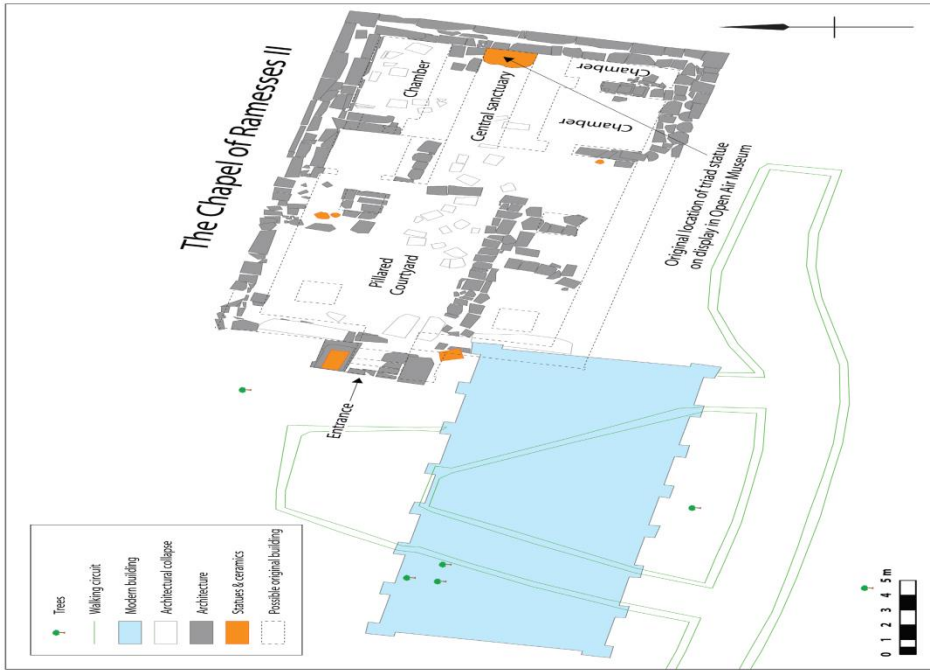 The Chapel of Ramesses II
Chamber
Central sanctuary
Chamber
Chamber
Pillared
Courtyard
Entrance
Original location of triad statue
on display in Open Air Museum
Trees
Walking circuit
Modern building
Architectural collapse
Architecture
Statues & ceramics
Possible original building
0 1 2 3 4 5m